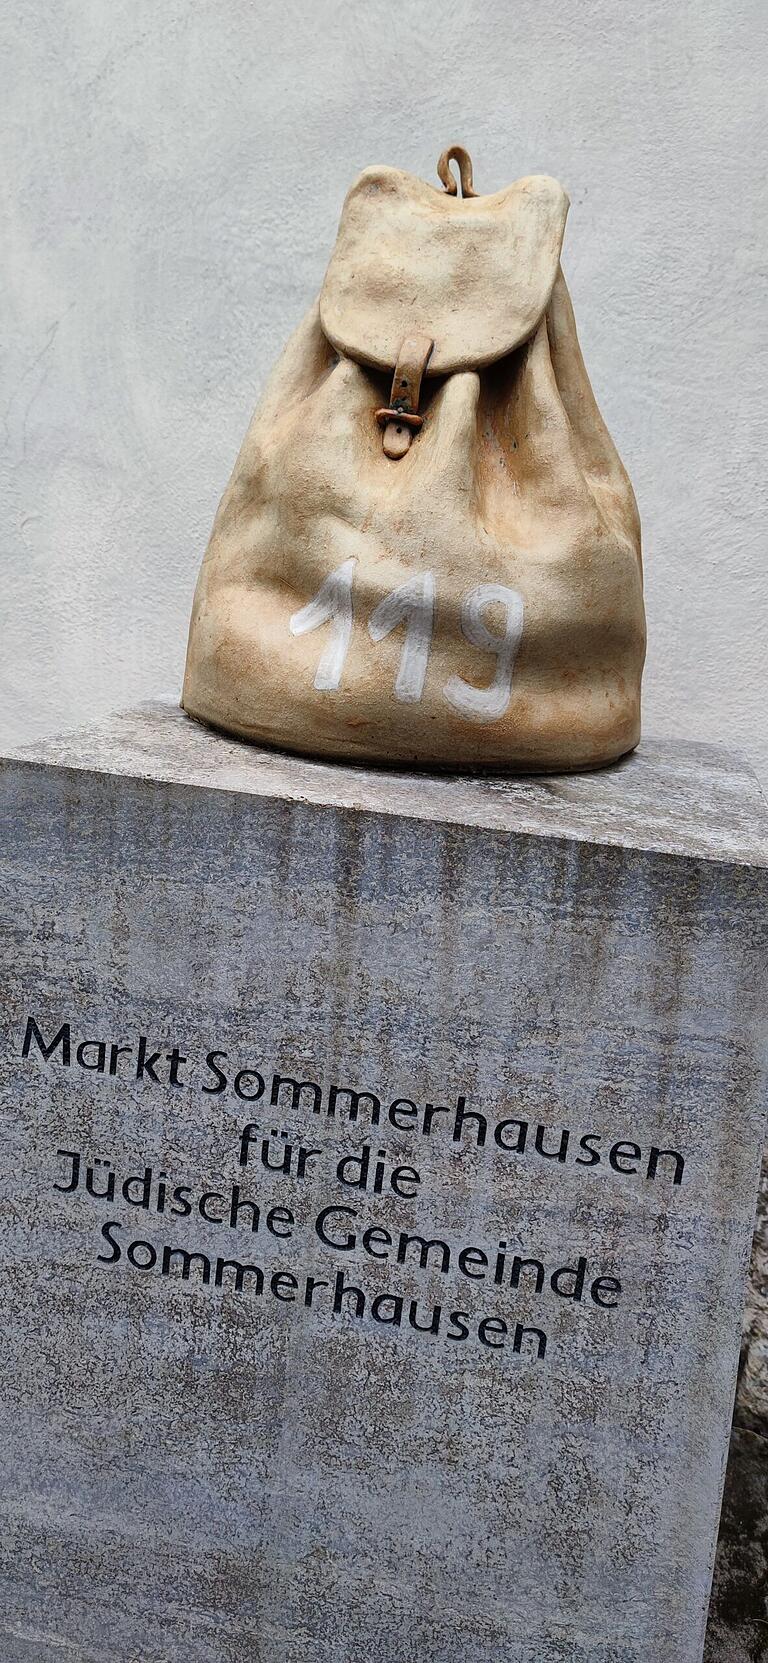 119
Markt Sommerhausen
für die
Jüdische Gemeinde
Sommerhausen